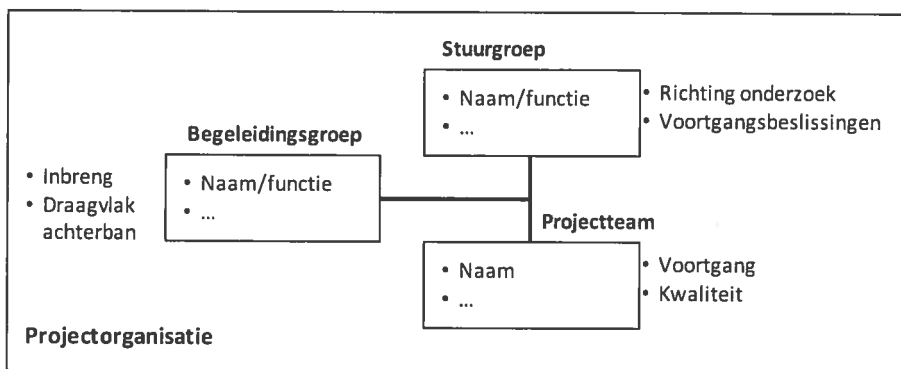 Stuurgroep
• Naam/functie
• ...
• Richting onderzoek
• Voortgangsbeslissingen
Begeleidingsgroep
• Naam/functie
• ...
• Inbreng
• Draagvlak
achterban
Projectteam
• Naam
• ...
• Voortgang
• Kwaliteit
Projectorganisatie